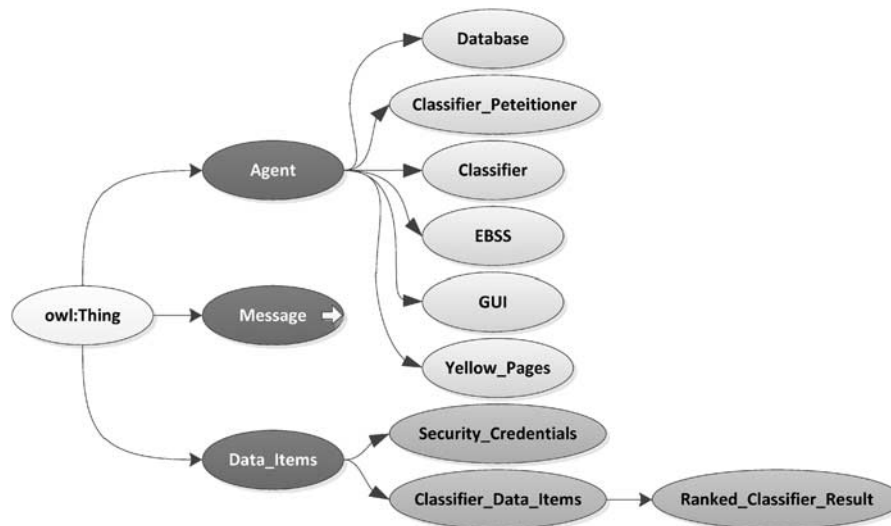 Database
Classifier_Peteitioner
Agent
Classifier
EBSS
owl:Thing
Message
GUI
Yellow_Pages
Data_Items
Security_Credentials
Classifier_Data_Items
Ranked_Classifier_Result